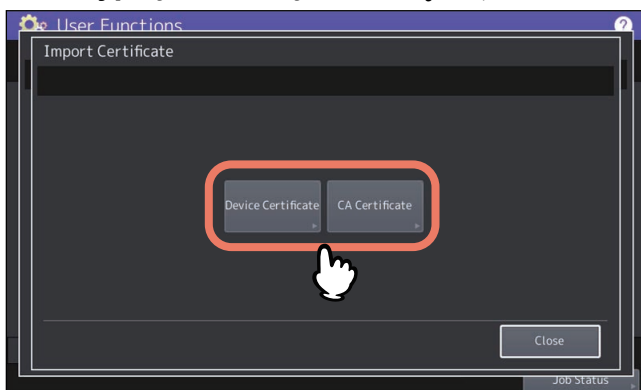 User Functions
?
Import Certificate
Device Certificate
CA Certificate
Close
Job Status